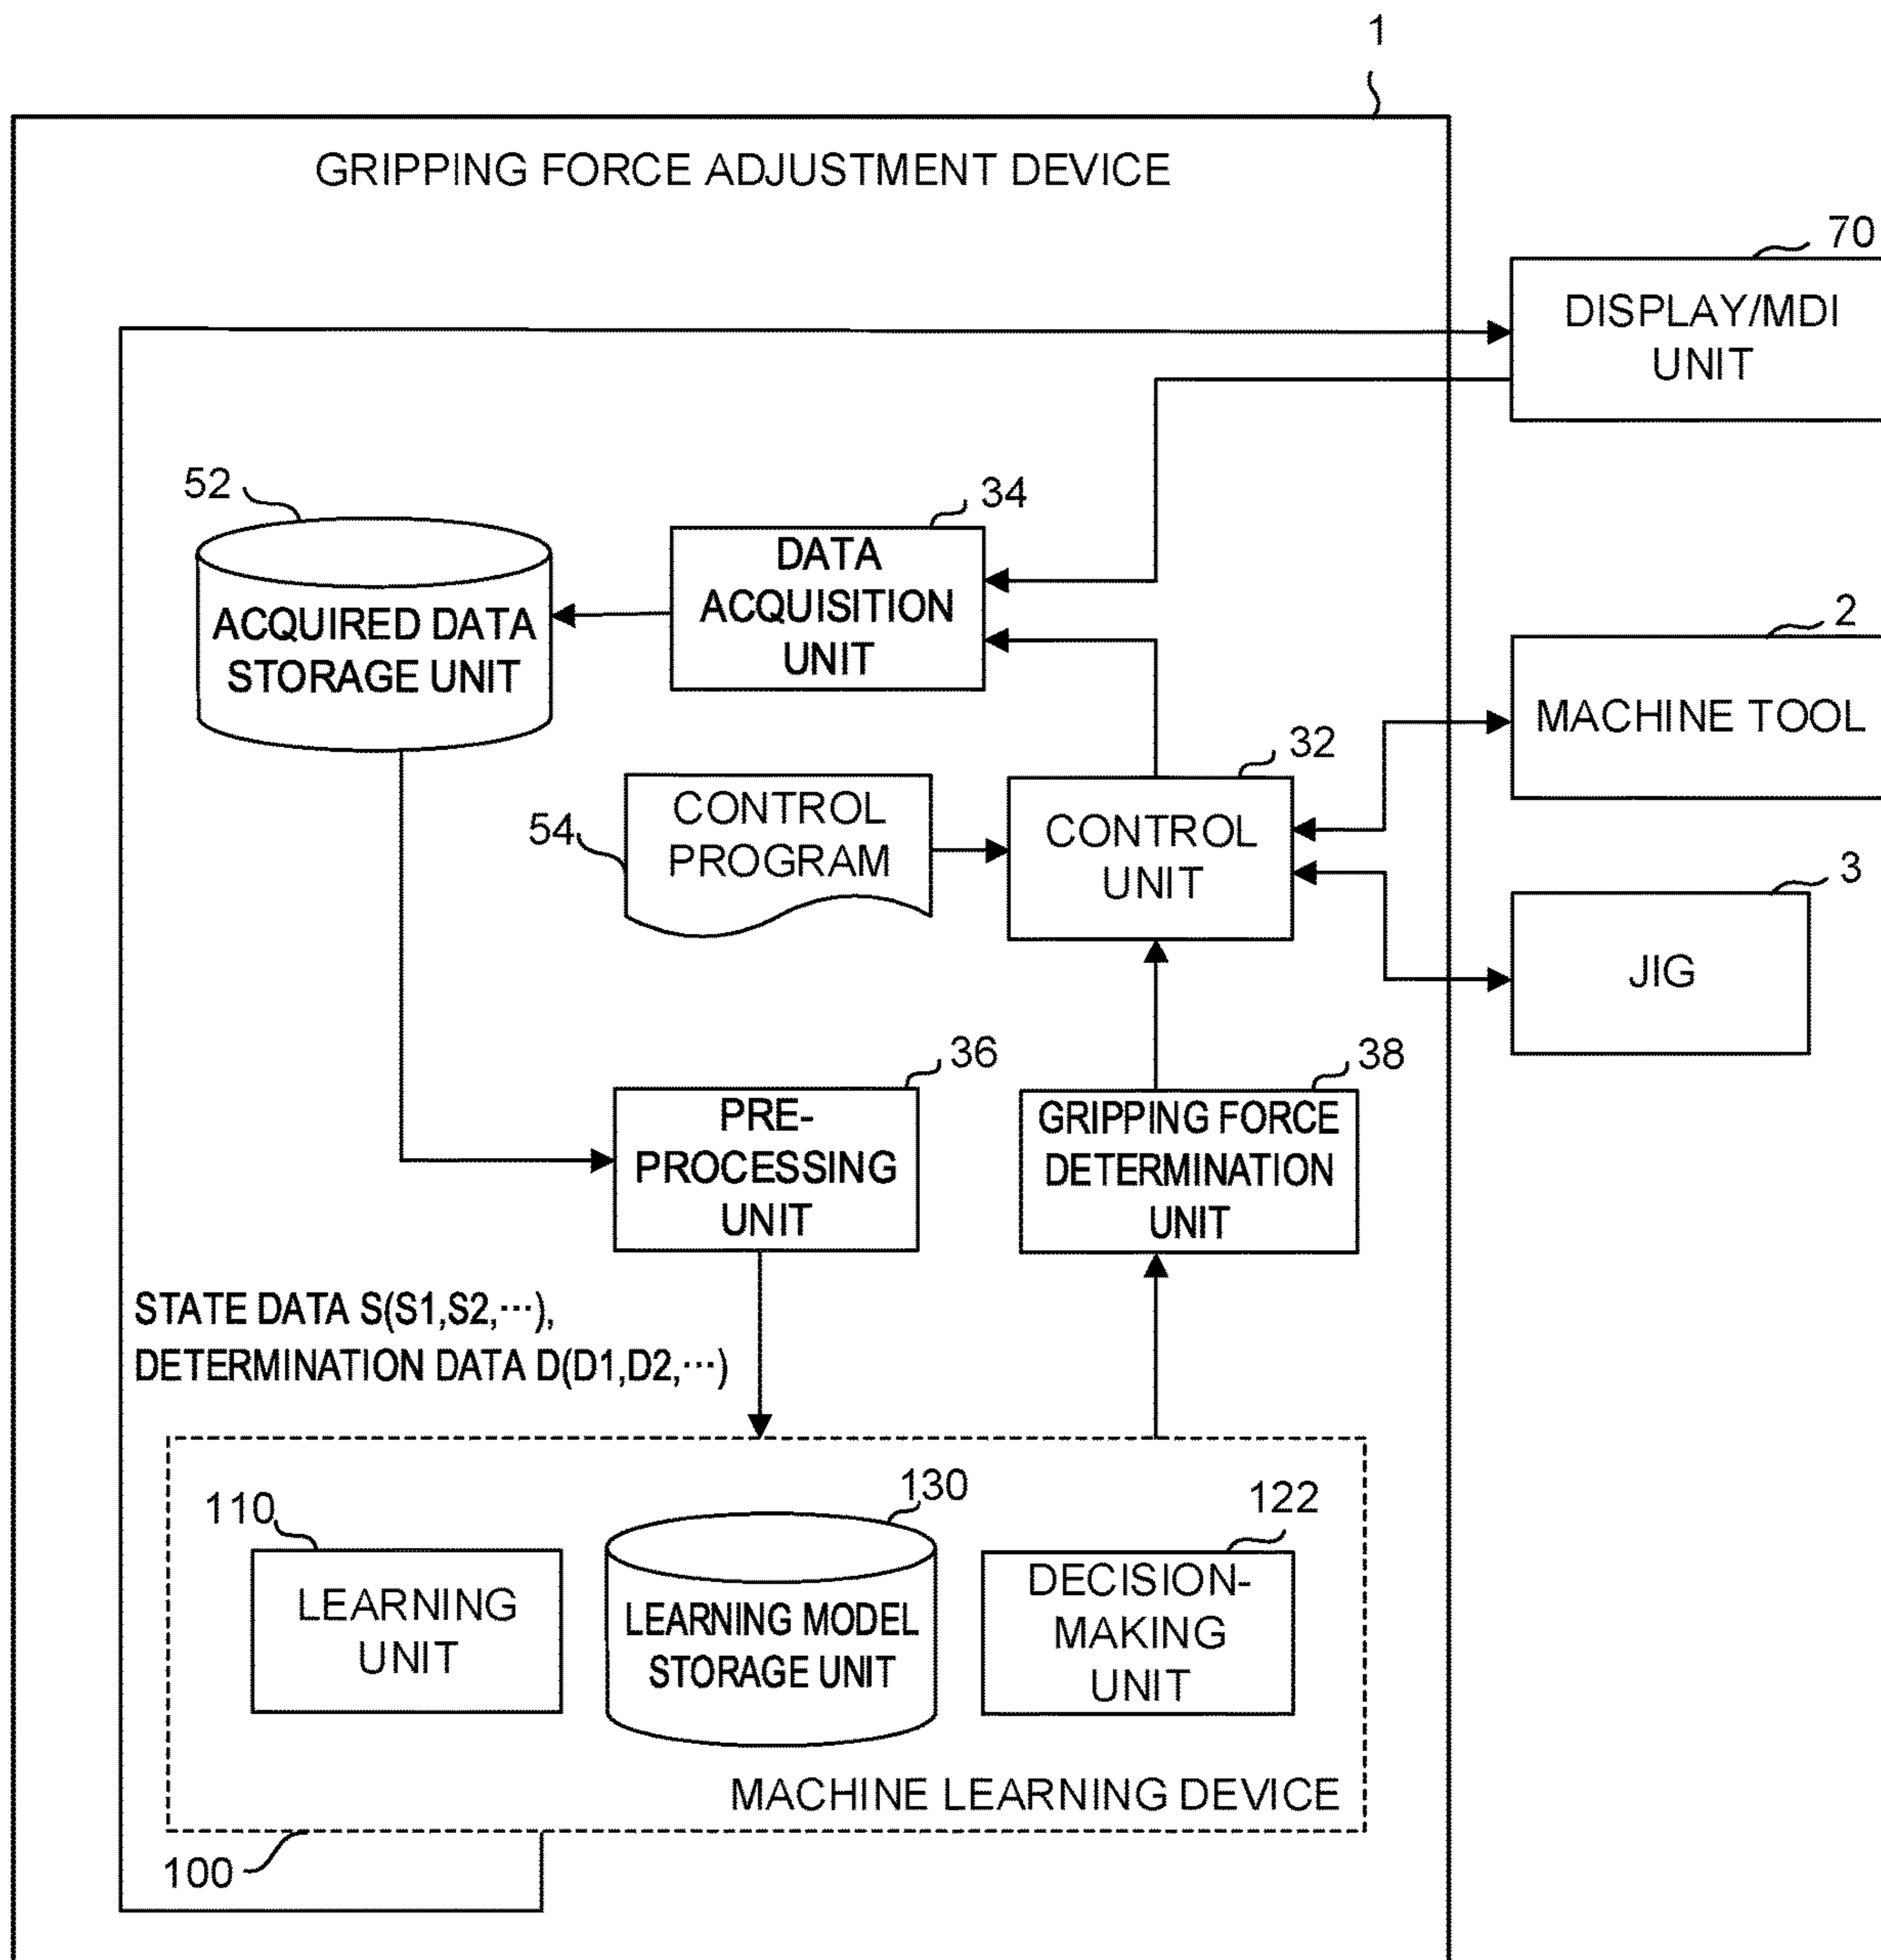 1
GRIPPING FORCE ADJUSTMENT DEVICE
70
DISPLAY/MDI
UNIT
52
ACQUIRED DATA
STORAGE UNIT
34
DATA
ACQUISITION
UNIT
2
MACHINE TOOL
54
CONTROL
PROGRAM
32
CONTROL
UNIT
3
JIG
36
PRE-
PROCESSING
UNIT
38
GRIPPING FORCE
DETERMINATION
UNIT
STATE DATA S(S1,S2,···),
DETERMINATION DATA D(D1,D2,···)
110
LEARNING
UNIT
130
LEARNING MODEL
STORAGE UNIT
122
DECISION-
MAKING
UNIT
MACHINE LEARNING DEVICE
100